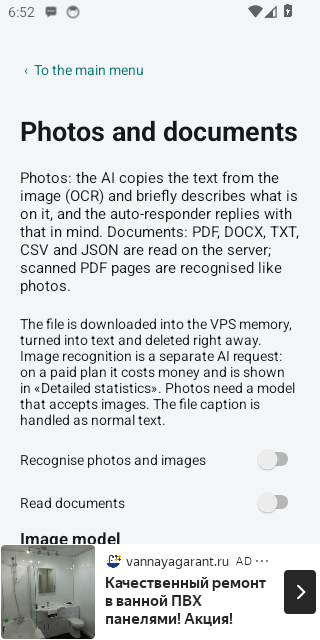 6:52
‹ To the main menu
Photos and documents
Photos: the AI copies the text from the
image (OCR) and briefly describes what is
on it, and the auto-responder replies with
that in mind. Documents: PDF, DOCX, TXT,
CSV and JSON are read on the server;
scanned PDF pages are recognised like
photos.
The file is downloaded into the VPS memory,
turned into text and deleted right away.
Image recognition is a separate AI request:
on a paid plan it costs money and is shown
in «Detailed statistics». Photos need a model
that accepts images. The file caption is
handled as normal text.
Recognise photos and images
Read documents
Image model
vannayagarant.ru AD ···
Качественный ремонт
в ванной ПВХ
панелями! Акция!